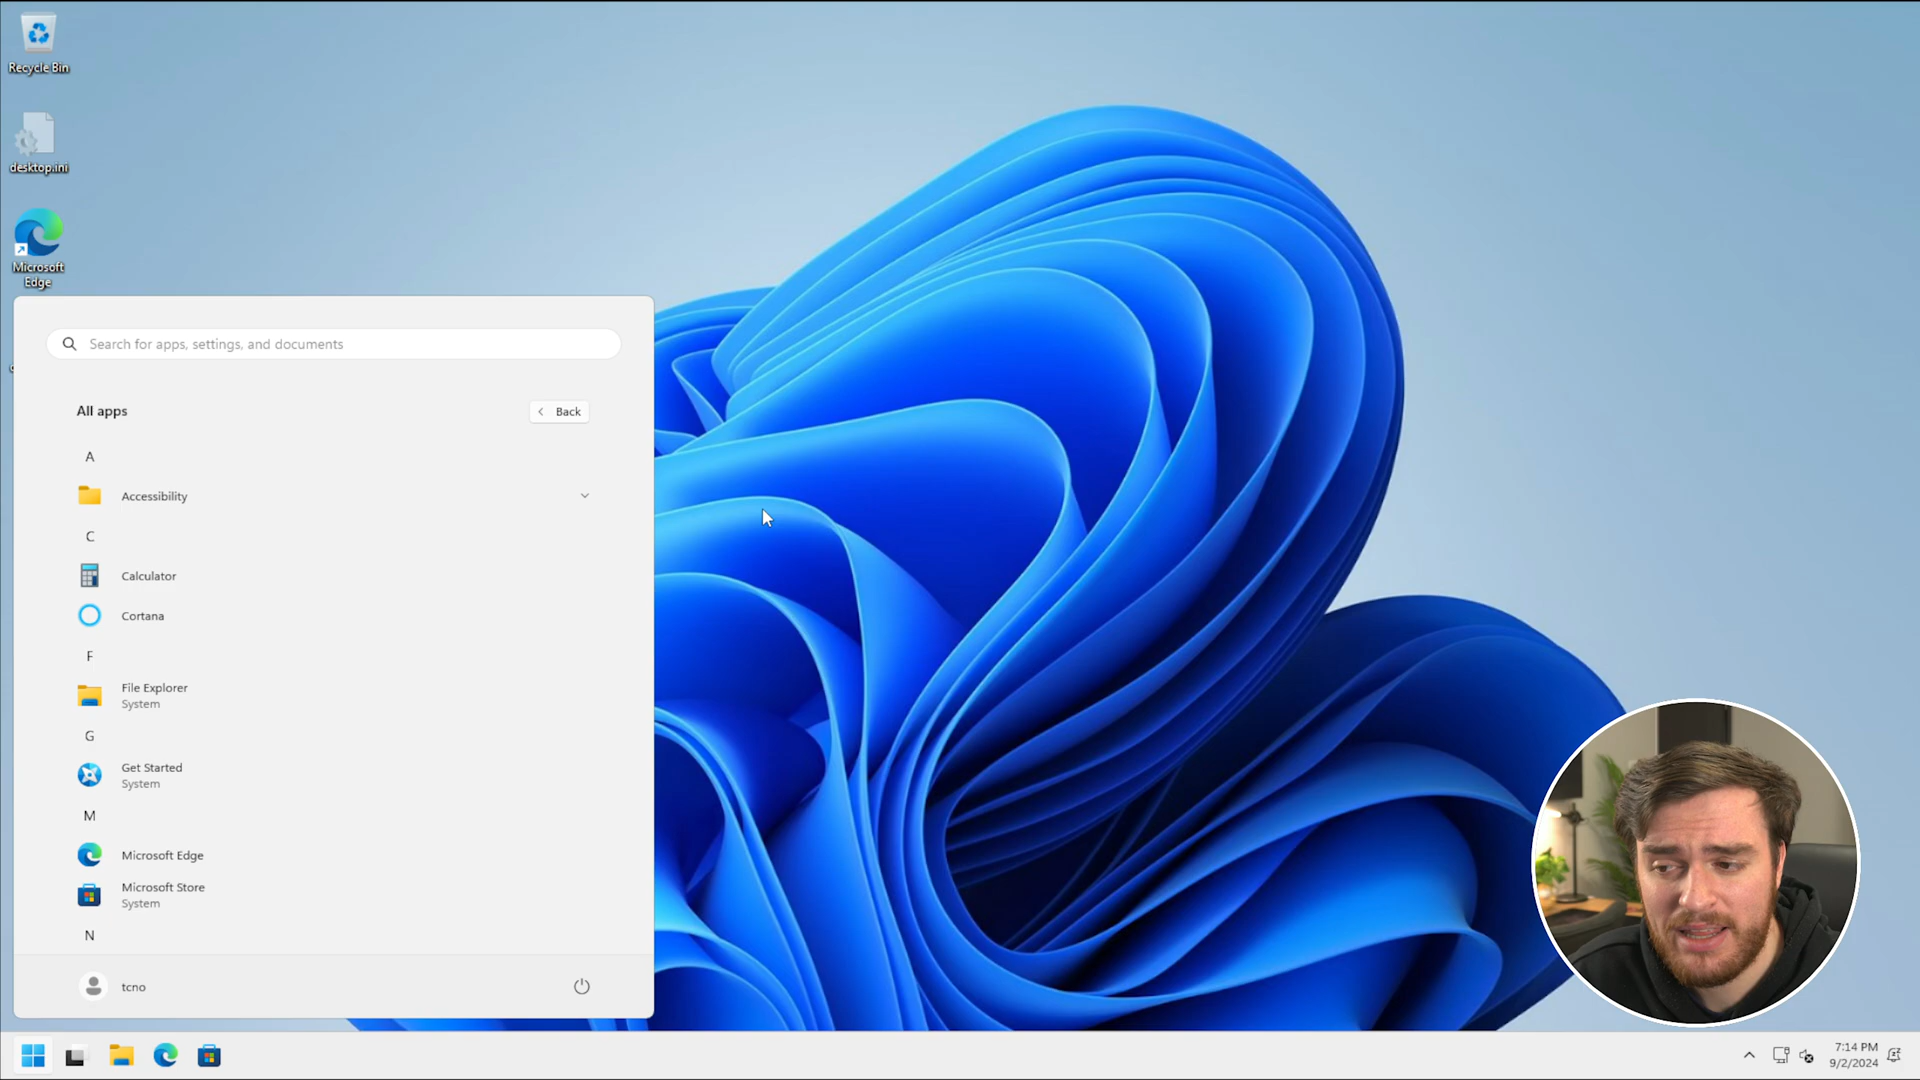 Recycle Bin
desktop.ini
Microsoft
Edge
Search for apps, settings, and documents
All apps
Back
A
Accessibility
C
Calculator
Cortana
F
File Explorer
System
G
Get Started
System
M
Microsoft Edge
Microsoft Store
System
N
tcno
7:14 PM
9/2/2024